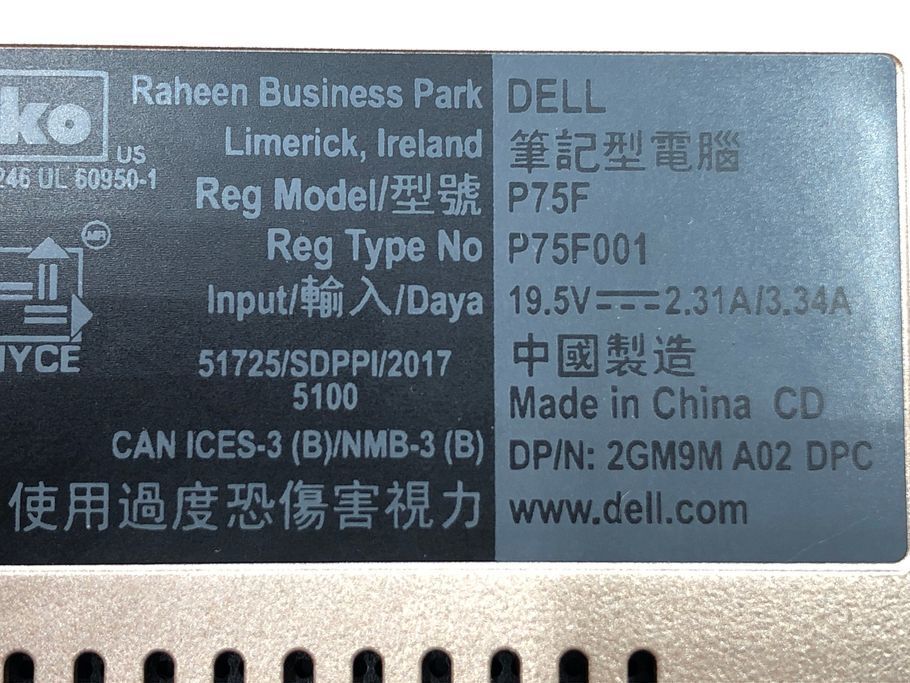 ko
US
246 UL 60950-1
NR
NYCE
Raheen Business Park
Limerick, Ireland
Reg Model/型號 P75F
Reg Type No P75F001
Input/輸入/Daya 19.5V⎓2.31A/3.34A
51725/SDPPI/2017
5100
CAN ICES-3 (B)/NMB-3 (B)
使用過度恐傷害視力
DELL
筆記型電腦
中國製造
Made in China CD
DP/N: 2GM9M A02 DPC
www.dell.com